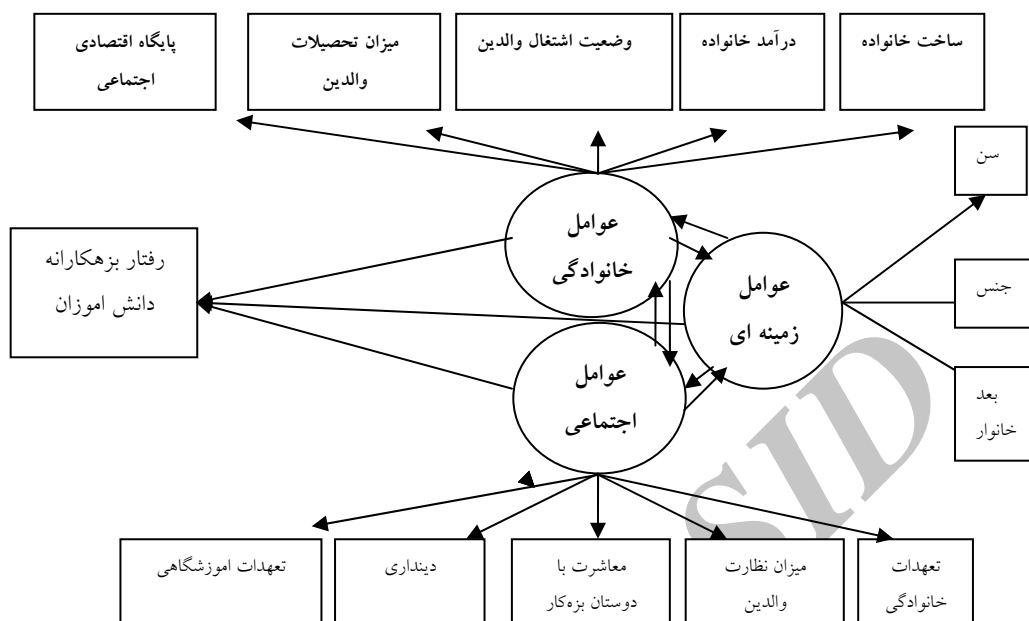 ساخت خانواده
درآمد خانواده
وضعیت اشتغال والدین
میزان تحصیلات
والدین
پایگاه اقتصادی
اجتماعی
سن
عوامل
خانوادگی
رفتار بزهکارانه
دانش اموزان
عوامل
زمینه ای
جنس
عوامل
اجتماعی
بعد
خانوار
تعهدات
خانوادگی
میزان نظارت
والدین
معاشرت با
دوستان بزه‌کار
دینداری
تعهدات اموزشگاهی
SID